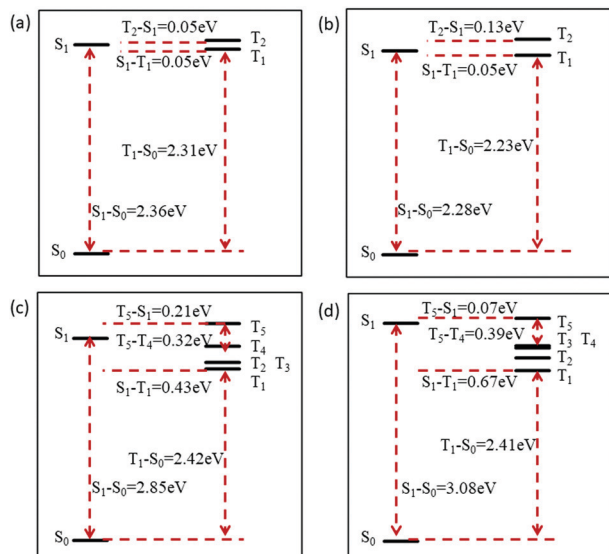 (a)
T₂-S₁=0.05eV
S₁
T₂
T₁
S₁-T₁=0.05eV
T₁-S₀=2.31eV
S₁-S₀=2.36eV
S₀
(b)
T₂-S₁=0.13eV
S₁
T₂
T₁
S₁-T₁=0.05eV
T₁-S₀=2.23eV
S₁-S₀=2.28eV
S₀
(c)
T₅-S₁=0.21eV
S₁
T₅
T₅-T₄=0.32eV
T₄
T₂ T₃
S₁-T₁=0.43eV
T₁
T₁-S₀=2.42eV
S₁-S₀=2.85eV
S₀
(d)
T₅-S₁=0.07eV
S₁
T₅
T₅-T₄=0.39eV
T₃ T₄
T₂
S₁-T₁=0.67eV
T₁
T₁-S₀=2.41eV
S₁-S₀=3.08eV
S₀